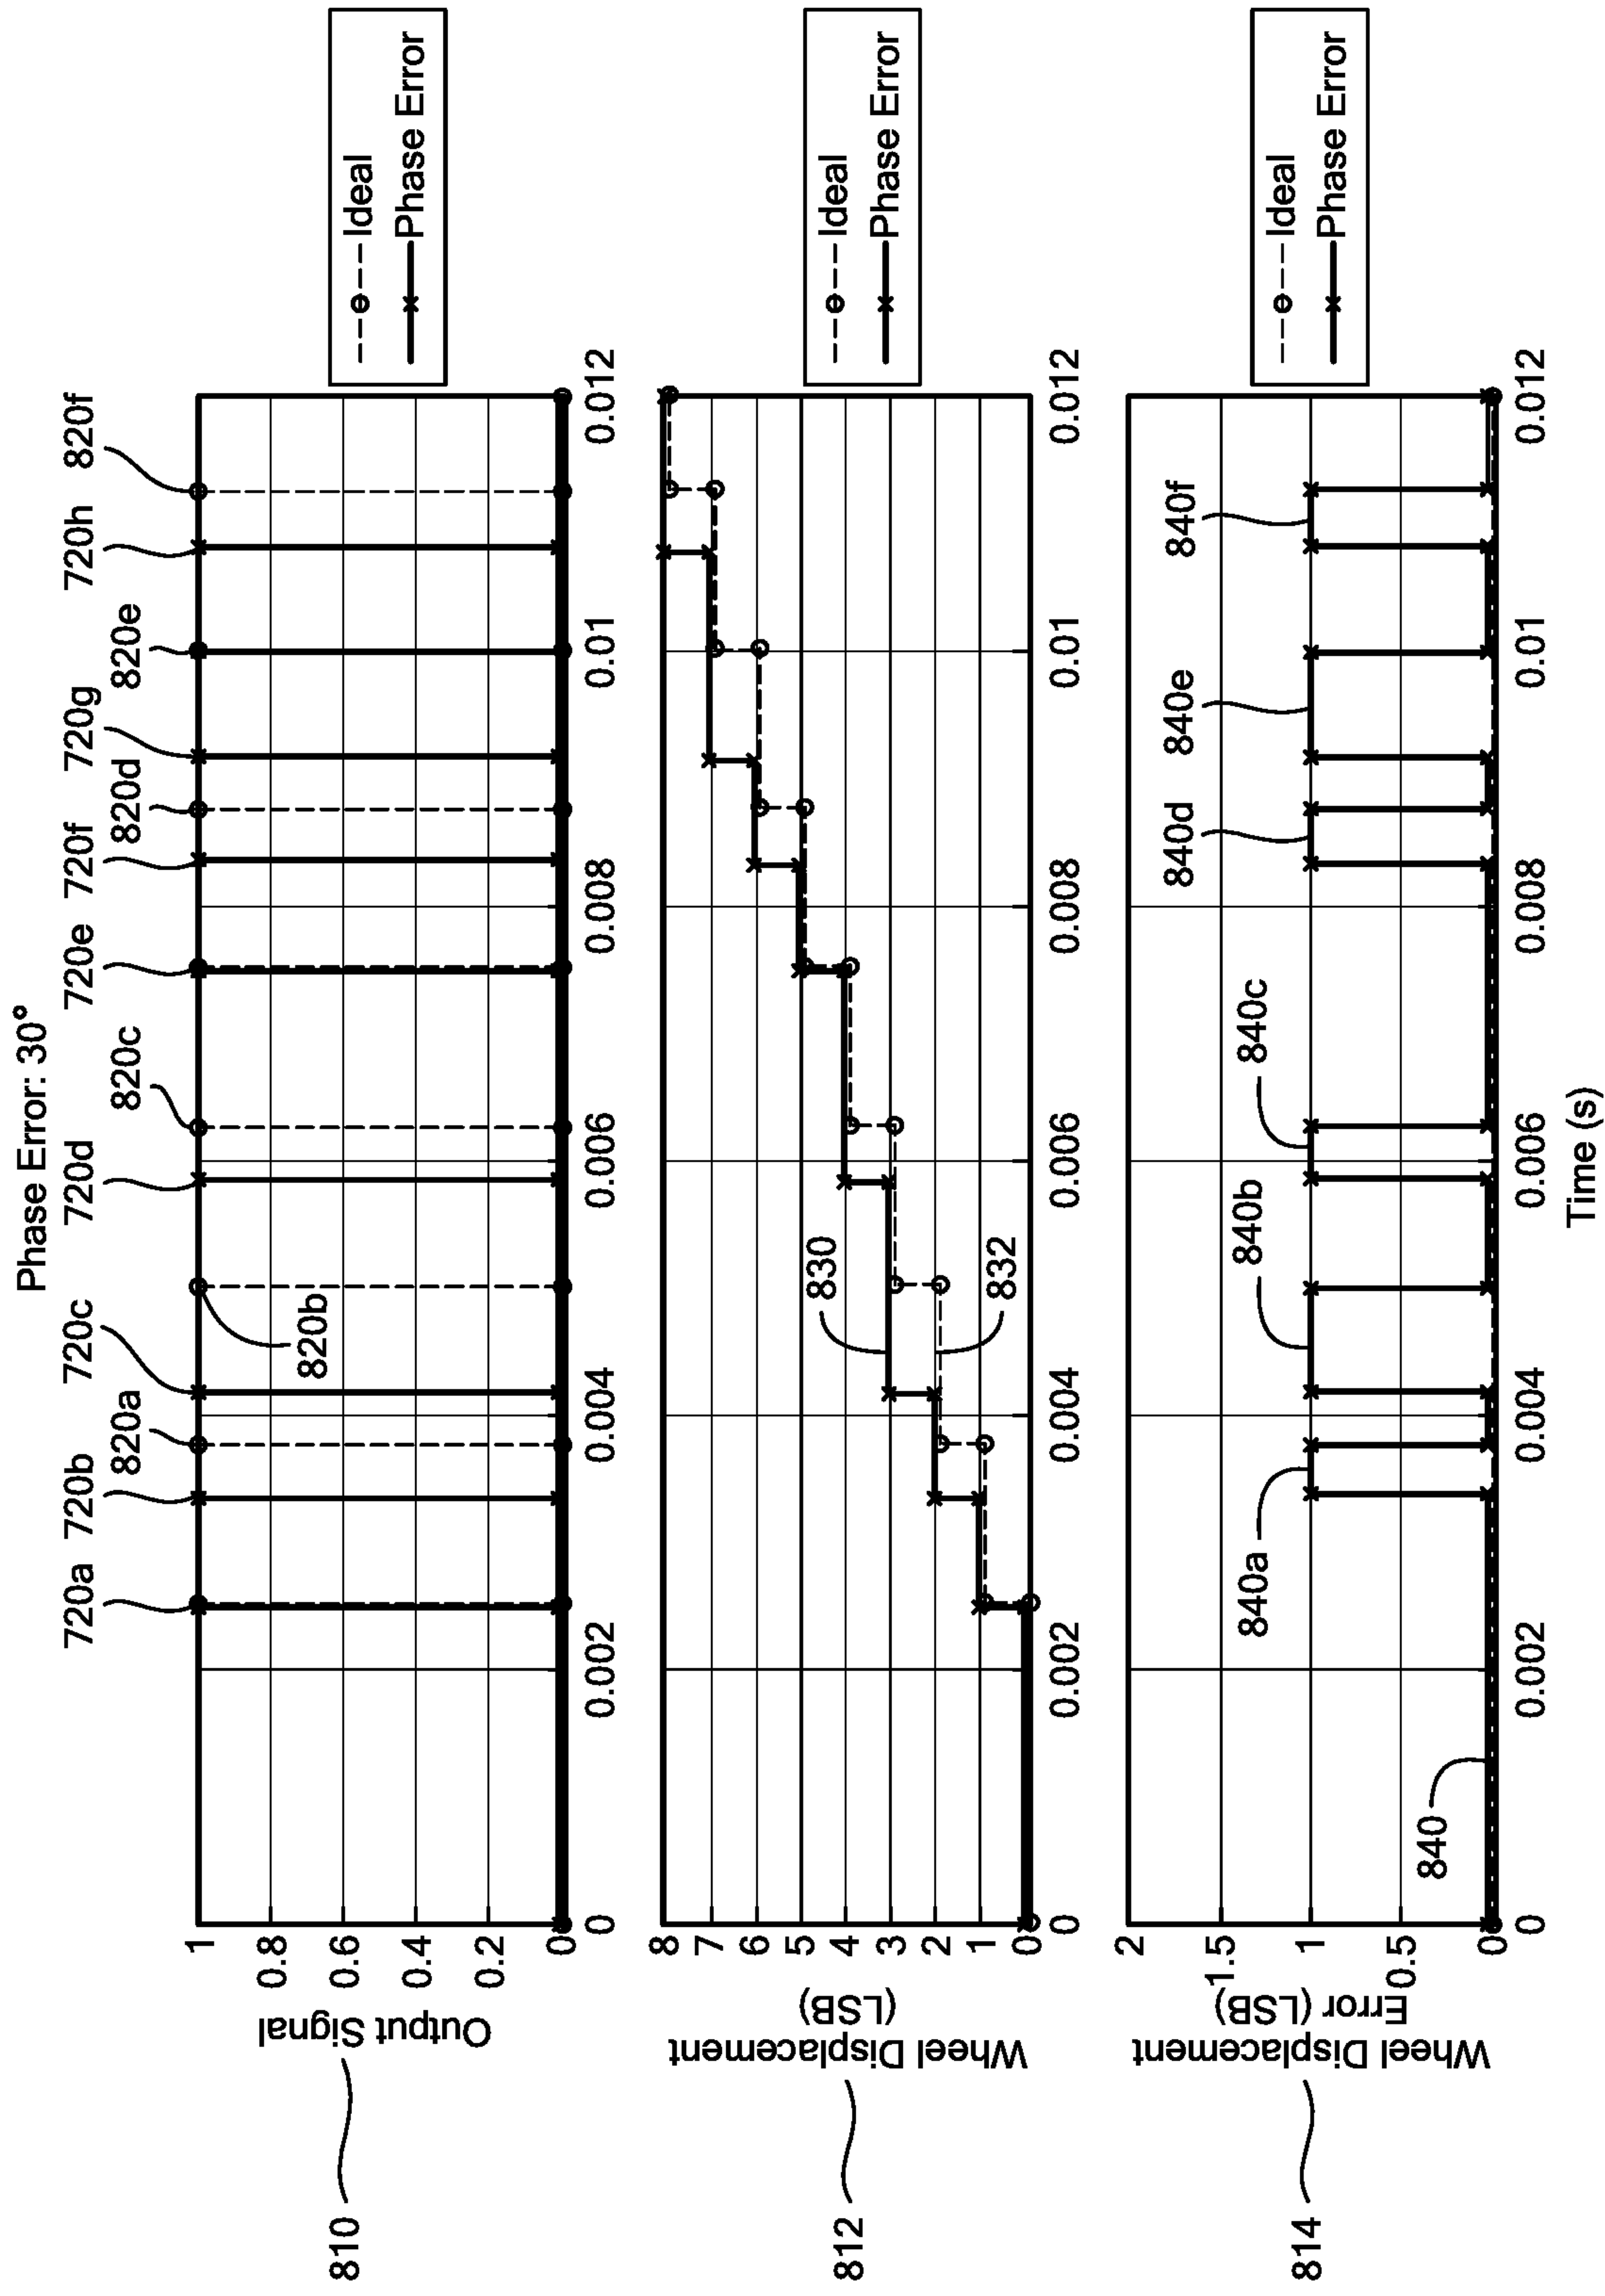 Phase Error: 30°
720a
720b
820a
720c
820b
720d
820c
720e
720f
820d
720g
820e
720h
820f
810
Output Signal
1
0.8
0.6
0.4
0.2
0
0
0.002
0.004
0.006
0.008
0.01
0.012
Ideal
Phase Error
812
Wheel Displacement
(LSB)
8
7
6
5
4
3
2
1
0
830
832
0
0.002
0.004
0.006
0.008
0.01
0.012
Ideal
Phase Error
814
Wheel Displacement
Error (LSB)
2
1.5
1
0.5
0
840
840a
840b
840c
840d
840e
840f
0
0.002
0.004
0.006
0.008
0.01
0.012
Time (s)
Ideal
Phase Error